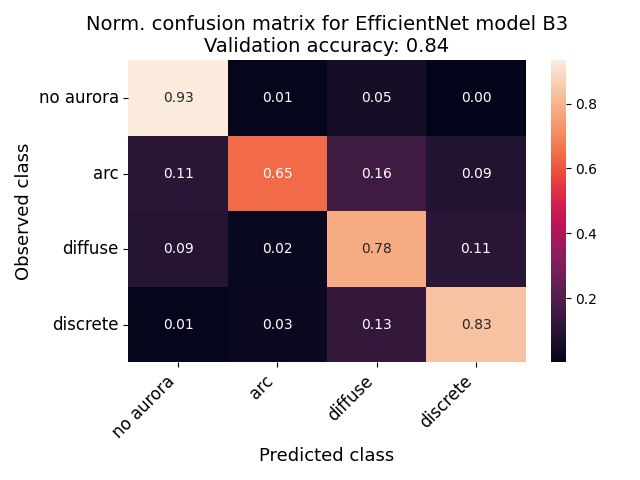 Norm. confusion matrix for EfficientNet model B3
Validation accuracy: 0.84
Observed class
no aurora 0.93 0.01 0.05 0.00
arc 0.11 0.65 0.16 0.09
diffuse 0.09 0.02 0.78 0.11
discrete 0.01 0.03 0.13 0.83
no aurora arc diffuse discrete
Predicted class
0.8
0.6
0.4
0.2